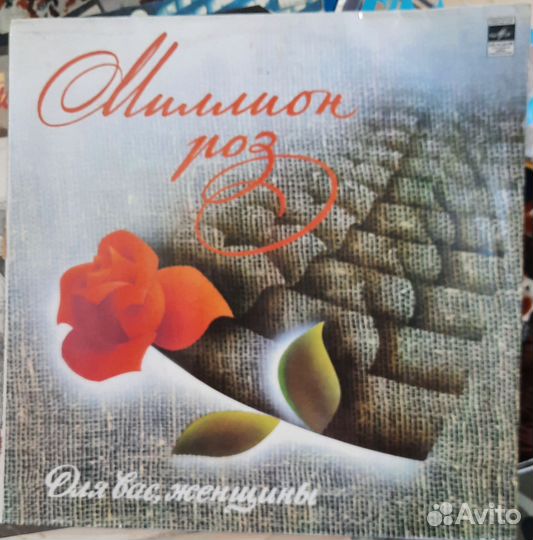 Миллион
роз
Для вас, женщины
Avito